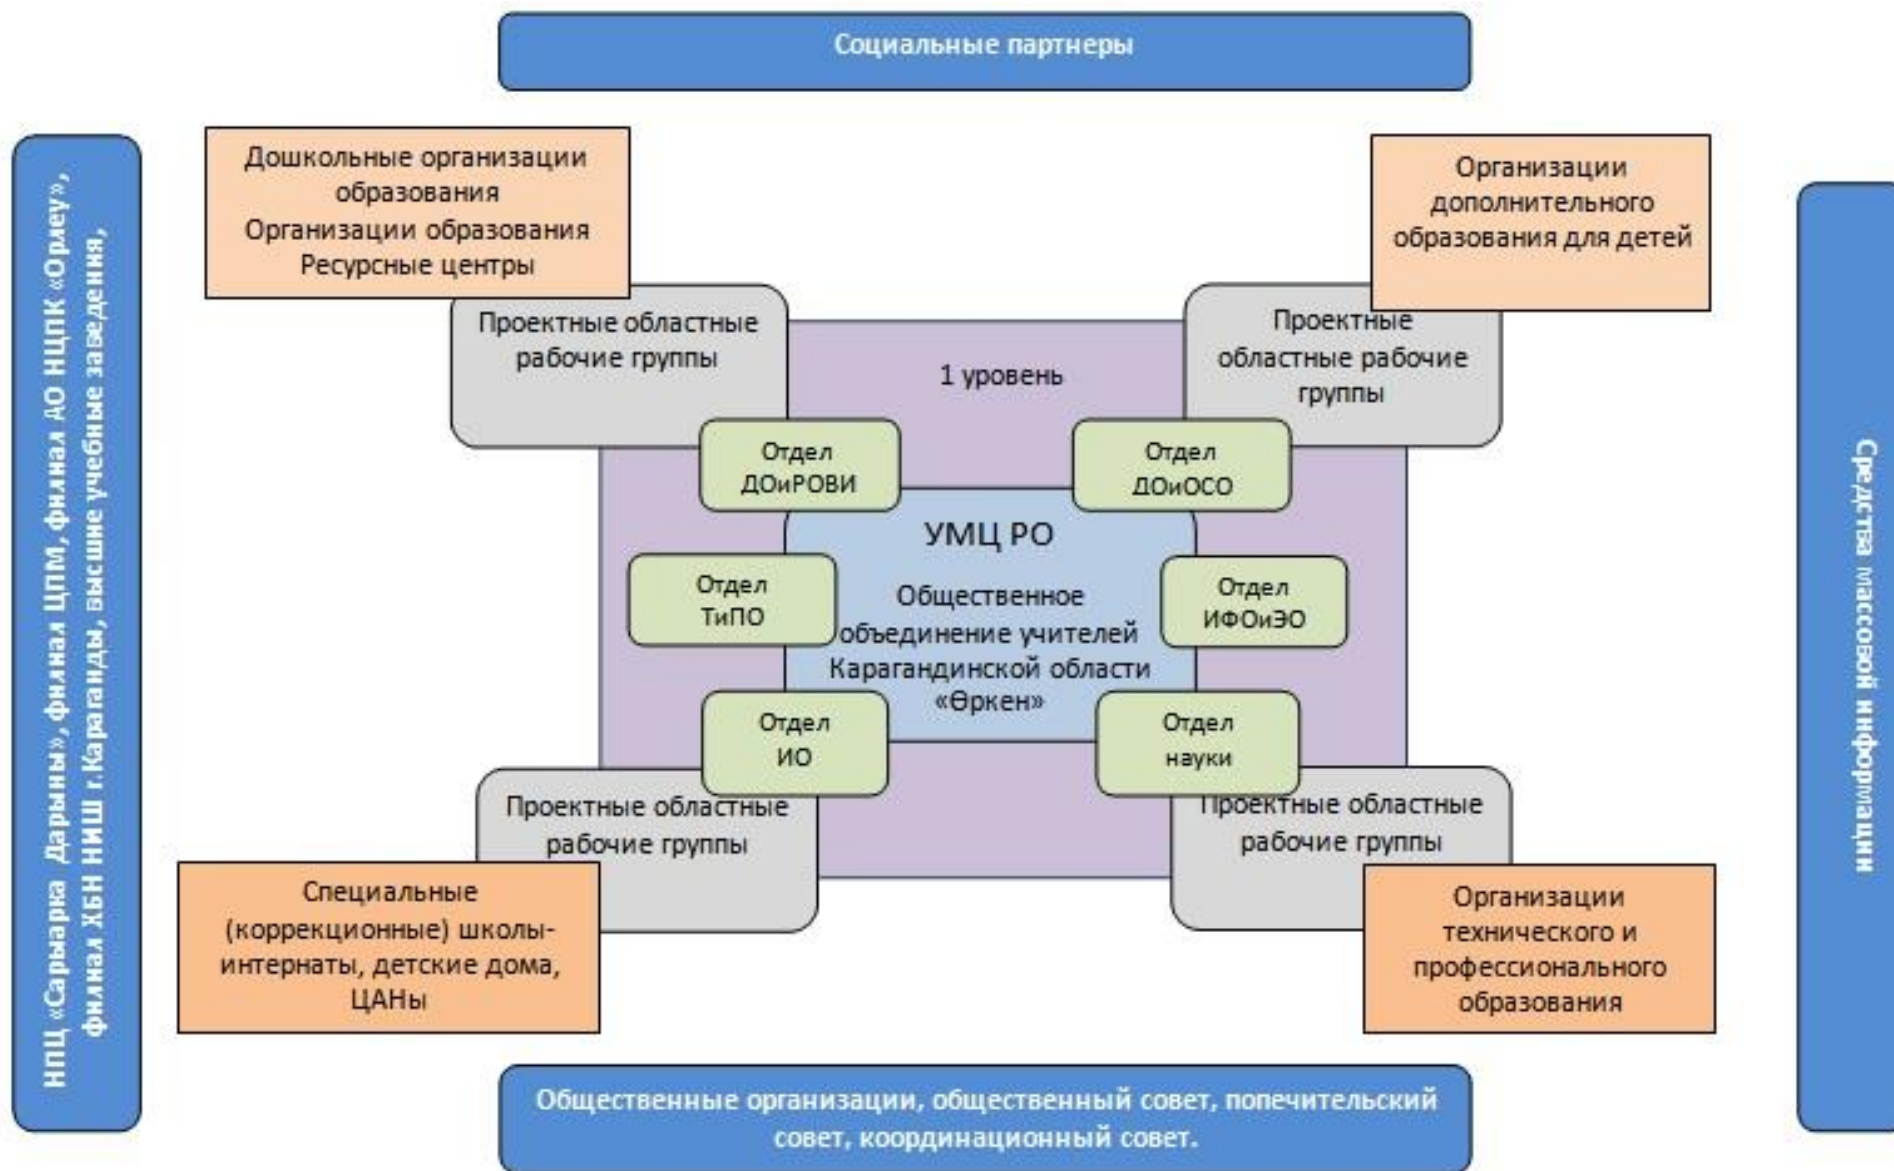 Социальные партнеры
НПЦ «Сарыарка Дарыны», филиал ЦПМ, филиал АО НЦПК «Орлеу»,
филиал ХБН НИШ г.Караганды, высшие учебные заведения,
Дошкольные организации
образования
Организации образования
Ресурсные центры
Организации
дополнительного
образования для детей
Средства массовой информации
Проектные областные
рабочие группы
1 уровень
Проектные
областные рабочие
группы
Отдел
ДОиРОВИ
Отдел
ДОиОСО
УМЦ РО
Общественное
объединение учителей
Карагандинской области
«Өркен»
Отдел
ТиПО
Отдел
ИФОиЭО
Отдел
ИО
Отдел
науки
Проектные областные
рабочие группы
Проектные областные
рабочие группы
Специальные
(коррекционные) школы-
интернаты, детские дома,
ЦАНы
Организации
технического и
профессионального
образования
Общественные организации, общественный совет, попечительский
совет, координационный совет.